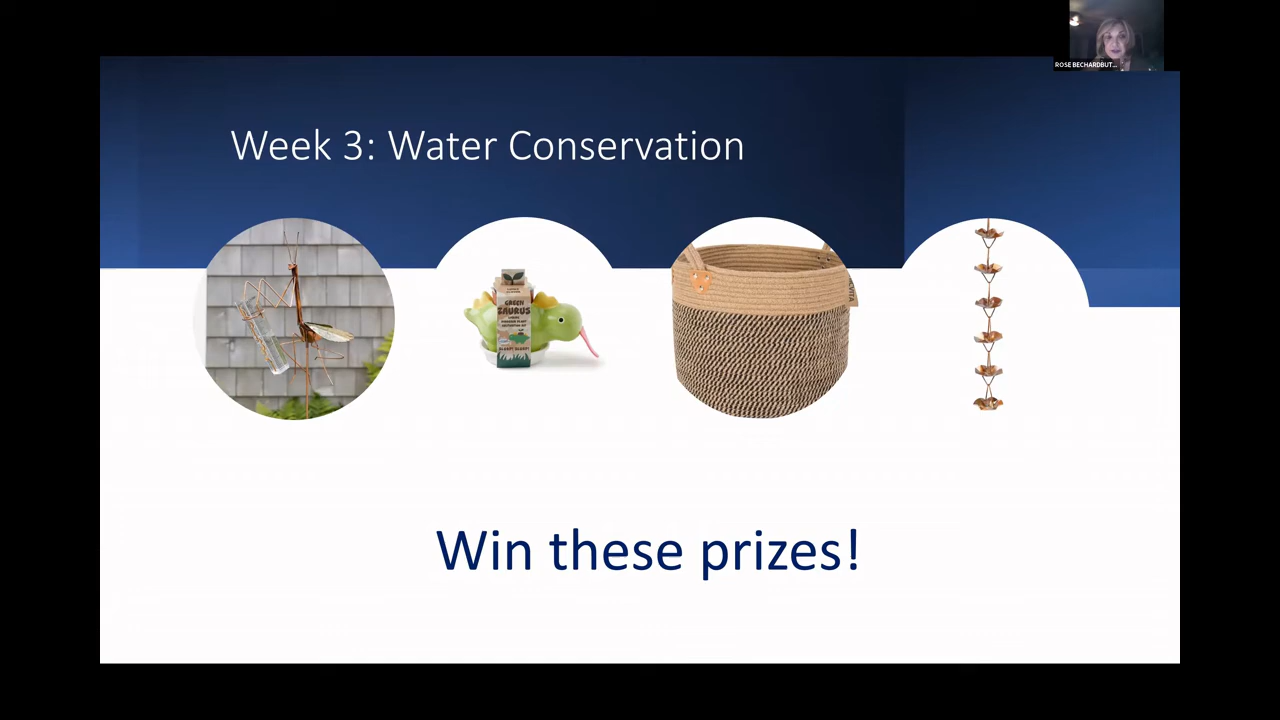 ROSE BECHARDBUT...
Week 3: Water Conservation
GREEN
ZAURUS
Win these prizes!